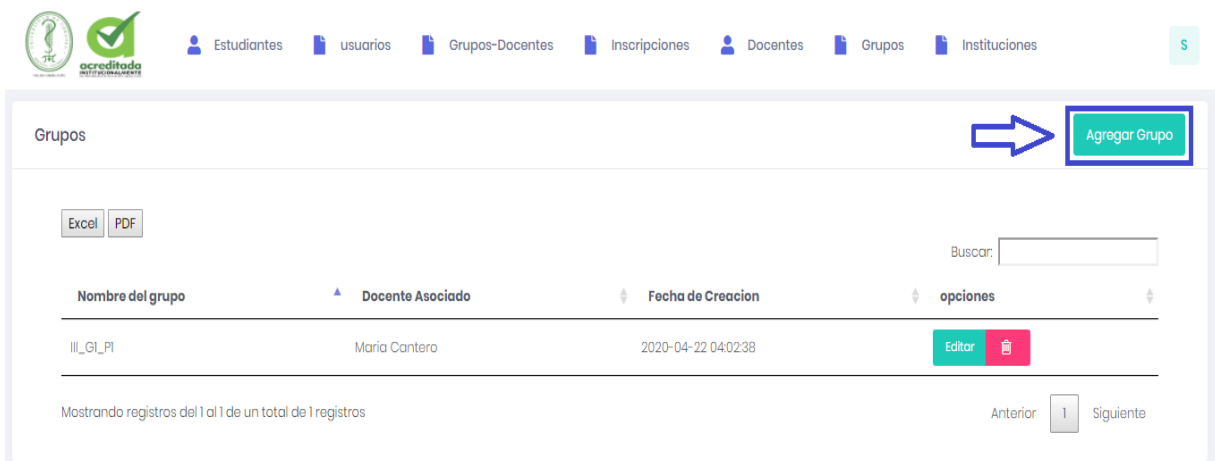 acreditada
INSTITUCIONALMENTE
Estudiantes usuarios Grupos-Docentes Inscripciones Docentes Grupos Instituciones S
Grupos Agregar Grupo
Excel PDF
Buscar:
Nombre del grupo Docente Asociado Fecha de Creacion opciones
III_G1_P1 Maria Cantero 2020-04-22 04:02:38 Editar
Mostrando registros del 1 al 1 de un total de 1 registros Anterior 1 Siguiente